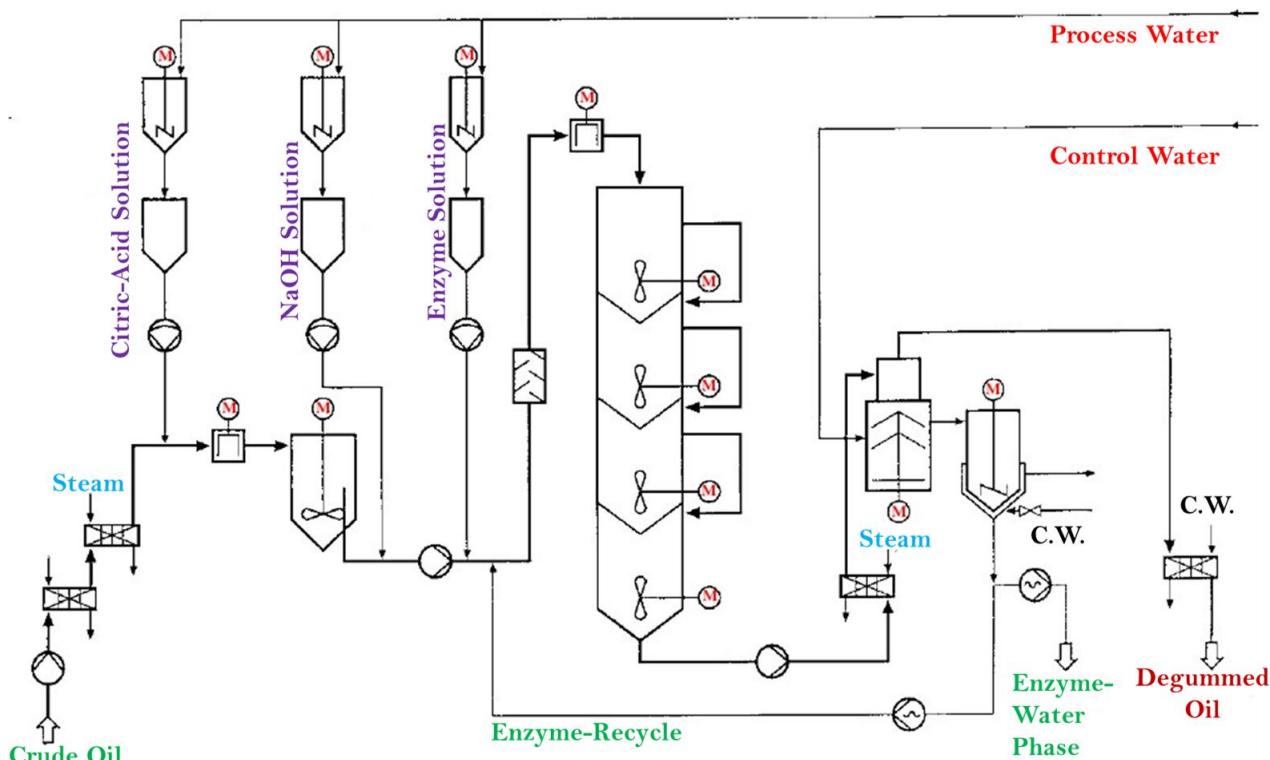 Process Water
M
M
M
M
Control Water
Citric-Acid Solution
NaOH Solution
Enzyme Solution
M
M
M
M
M
M
M
Steam
M
C.W.
M
Steam
C.W.
M
Enzyme-
Water
Phase
Degummed
Oil
Enzyme-Recycle
Crude Oil